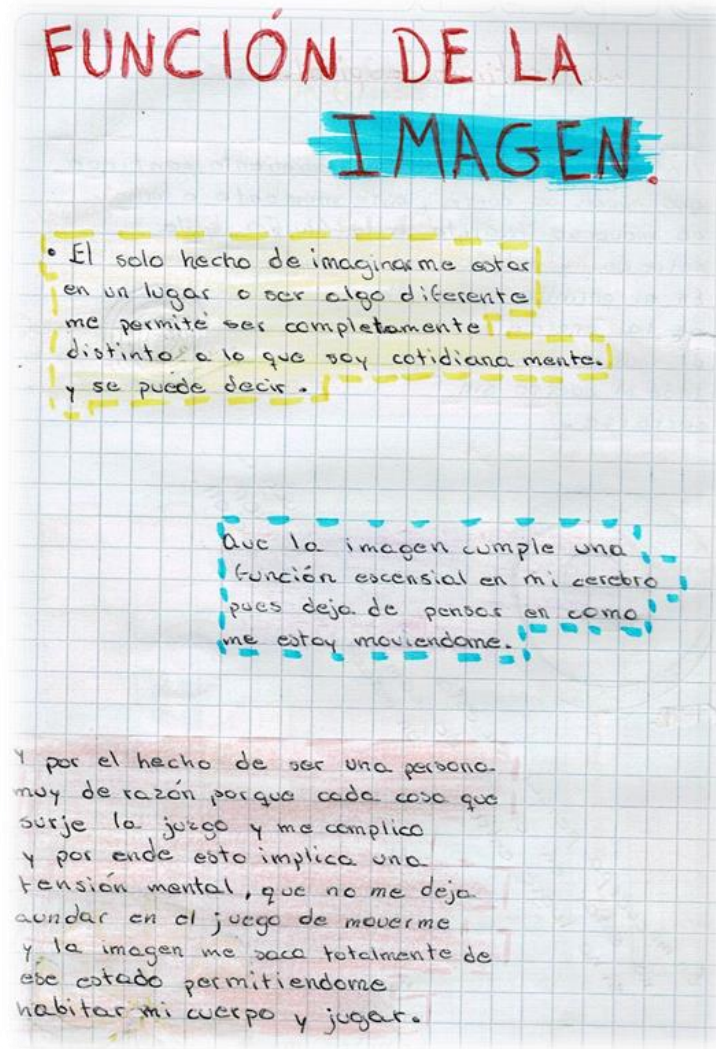 FUNCIÓN DE LA
IMAGEN.
• El solo hecho de imaginarme estar
en un lugar o ser algo diferente
me permite ser completamente
distinto a lo que soy cotidiana mente.
y se puede decir.
Que la imagen cumple una
función escensial en mi cerebro
pues deja de pensar en como
me estoy moviendome.
Y por el hecho de ser una persona
muy de razón porque cada cosa que
surje la juzgo y me complico
y por ende esto implica una
tensión mental, que no me deja
aundar en el juego de moverme
y la imagen me saca totalmente de
ese estado permitiendome
habitar mi cuerpo y jugar.